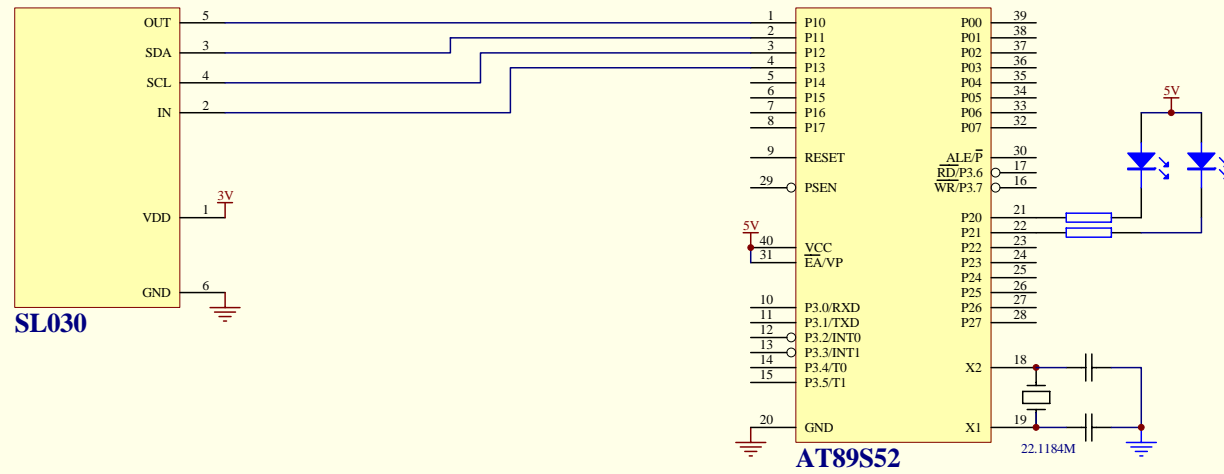 OUT 5
SDA 3
SCL 4
IN 2
3V
VDD 1
GND 6
SL030
1 P10 P00 39
2 P11 P01 38
3 P12 P02 37
4 P13 P03 36
5 P14 P04 35
6 P15 P05 34
7 P16 P06 33
8 P17 P07 32
9 RESET ALE/P 30
RD/P3.6 17
29 PSEN WR/P3.7 16
5V
P20 21
P21 22
5V
40 VCC P22 23
31 EA/VP P23 24
P24 25
P25 26
10 P3.0/RXD P26 27
11 P3.1/TXD P27 28
12 P3.2/INT0
13 P3.3/INT1
14 P3.4/T0 X2 18
15 P3.5/T1
20 GND X1 19
22.1184M
AT89S52